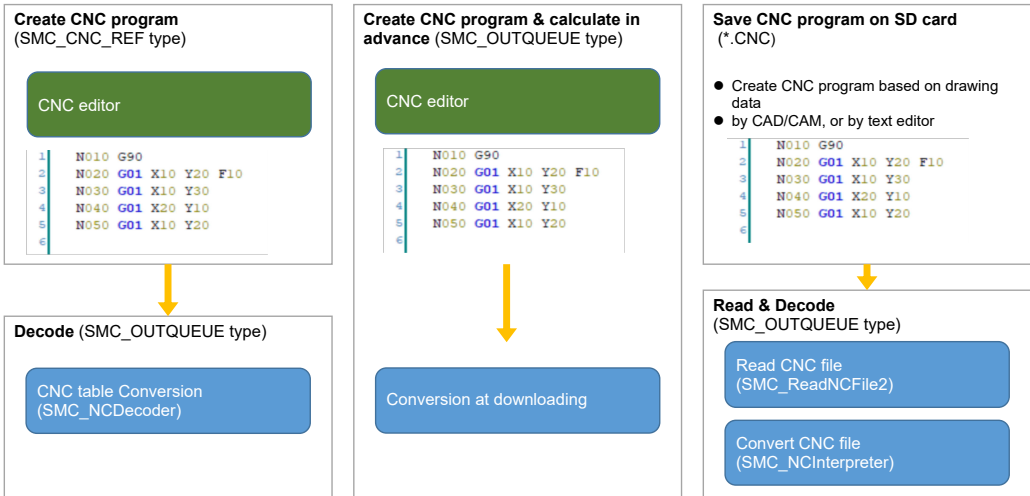 Create CNC program
(SMC_CNC_REF type)
CNC editor
1 N010 G90
2 N020 G01 X10 Y20 F10
3 N030 G01 X10 Y30
4 N040 G01 X20 Y10
5 N050 G01 X10 Y20
6
Decode (SMC_OUTQUEUE type)
CNC table Conversion
(SMC_NCDecoder)
Create CNC program & calculate in
advance (SMC_OUTQUEUE type)
CNC editor
1 N010 G90
2 N020 G01 X10 Y20 F10
3 N030 G01 X10 Y30
4 N040 G01 X20 Y10
5 N050 G01 X10 Y20
6
Conversion at downloading
Save CNC program on SD card
(*.CNC)
● Create CNC program based on drawing
data
● by CAD/CAM, or by text editor
1 N010 G90
2 N020 G01 X10 Y20 F10
3 N030 G01 X10 Y30
4 N040 G01 X20 Y10
5 N050 G01 X10 Y20
6
Read & Decode
(SMC_OUTQUEUE type)
Read CNC file
(SMC_ReadNCFile2)
Convert CNC file
(SMC_NCInterpreter)